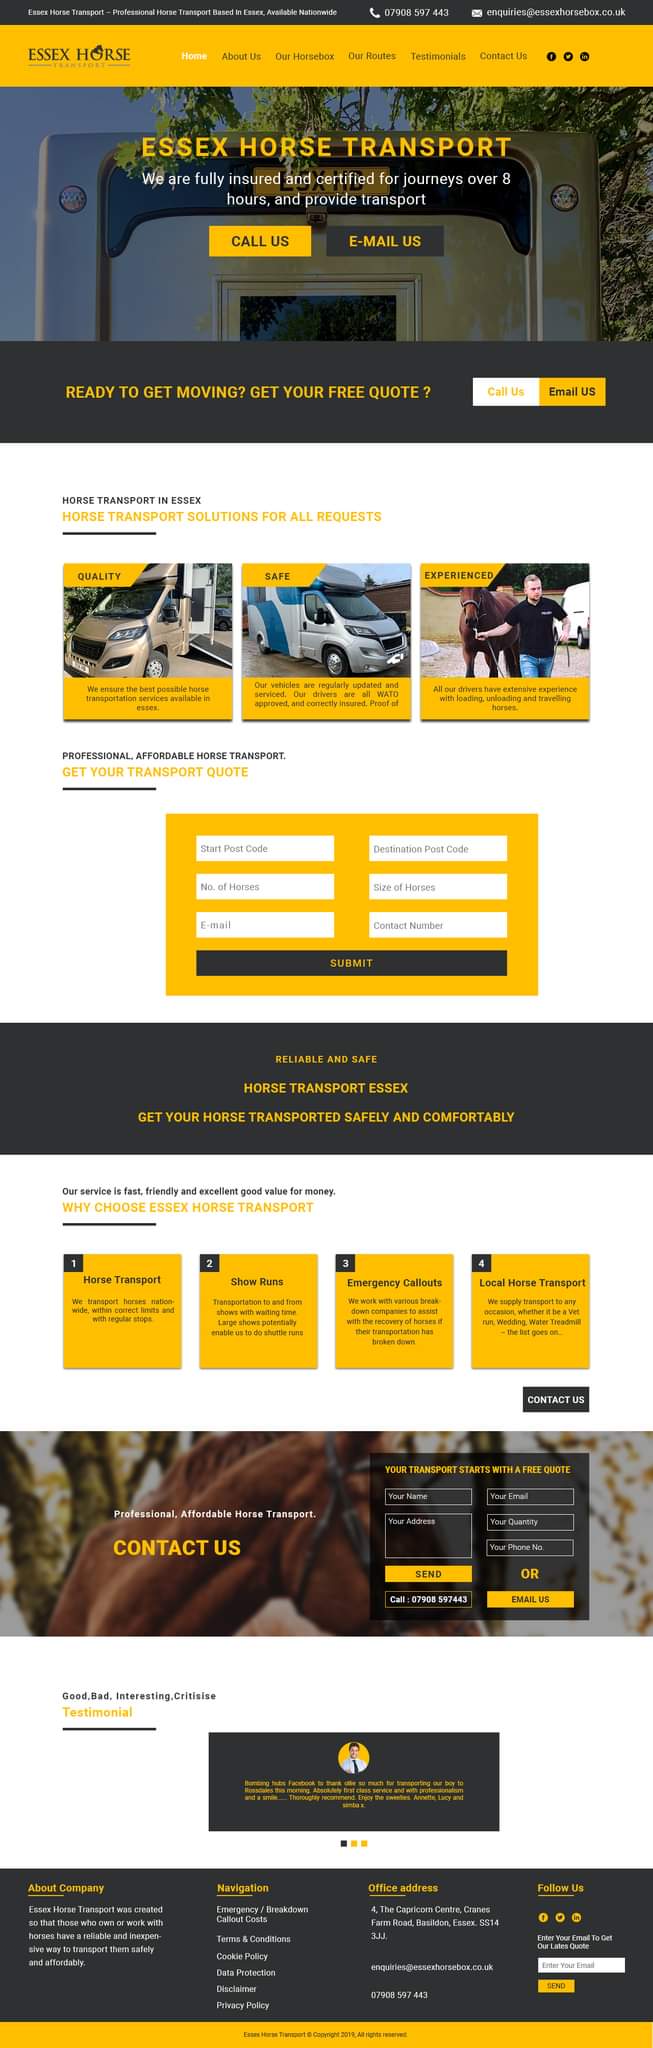 Essex Horse Transport – Professional Horse Transport Based In Essex, Available Nationwide
07908 597 443
enquiries@essexhorsebox.co.uk
ESSEX HORSE
TRANSPORT
Home
About Us
Our Horsebox
Our Routes
Testimonials
Contact Us
ESSEX HORSE TRANSPORT
We are fully insured and certified for journeys over 8
hours, and provide transport
CALL US
E-MAIL US
READY TO GET MOVING? GET YOUR FREE QUOTE ?
Call Us
Email US
HORSE TRANSPORT IN ESSEX
HORSE TRANSPORT SOLUTIONS FOR ALL REQUESTS
QUALITY
We ensure the best possible horse
transportation services available in
essex.
SAFE
Our vehicles are regularly updated and
serviced. Our drivers are all WATO
approved, and correctly insured. Proof of
EXPERIENCED
All our drivers have extensive experience
with loading, unloading and travelling
horses.
PROFESSIONAL, AFFORDABLE HORSE TRANSPORT.
GET YOUR TRANSPORT QUOTE
Start Post Code
Destination Post Code
No. of Horses
Size of Horses
E-mail
Contact Number
SUBMIT
RELIABLE AND SAFE
HORSE TRANSPORT ESSEX
GET YOUR HORSE TRANSPORTED SAFELY AND COMFORTABLY
Our service is fast, friendly and excellent good value for money.
WHY CHOOSE ESSEX HORSE TRANSPORT
1
Horse Transport
We transport horses nation-
wide, within correct limits and
with regular stops.
2
Show Runs
Transportation to and from
shows with waiting time.
Large shows potentially
enable us to do shuttle runs
3
Emergency Callouts
We work with various break-
down companies to assist
with the recovery of horses if
their transportation has
broken down.
4
Local Horse Transport
We supply transport to any
occasion, whether it be a Vet
run, Wedding, Water Treadmill
– the list goes on...
CONTACT US
Professional, Affordable Horse Transport.
CONTACT US
YOUR TRANSPORT STARTS WITH A FREE QUOTE
Your Name
Your Email
Your Address
Your Quantity
Your Phone No.
SEND
OR
Call : 07908 597443
EMAIL US
Good,Bad, Interesting,Critisise
Testimonial
Bombing hubs Facebook to thank ollie so much for transporting our boy to
Rossdales this morning. Absolutely first class service and with professionalism
and a smile...... Thoroughly recommend. Enjoy the sweeties. Annette, Lucy and
simba x.
About Company
Essex Horse Transport was created
so that those who own or work with
horses have a reliable and inexpen-
sive way to transport them safely
and affordably.
Navigation
Emergency / Breakdown
Callout Costs
Terms & Conditions
Cookie Policy
Data Protection
Disclaimer
Privacy Policy
Office address
4, The Capricorn Centre, Cranes
Farm Road, Basildon, Essex. SS14
3JJ.
enquiries@essexhorsebox.co.uk
07908 597 443
Follow Us
Enter Your Email To Get
Our Lates Quote
Enter Your Email
SEND
Essex Horse Transport © Copyright 2019, All rights reserved.